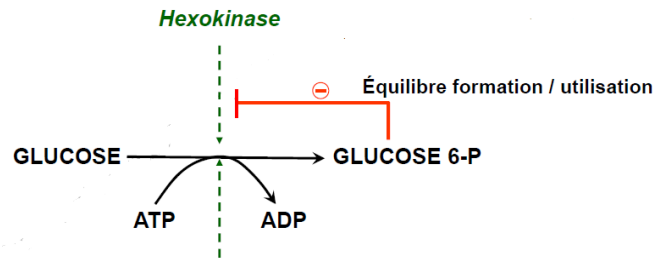 Hexokinase
Équilibre formation / utilisation
GLUCOSE
GLUCOSE 6-P
ATP
ADP